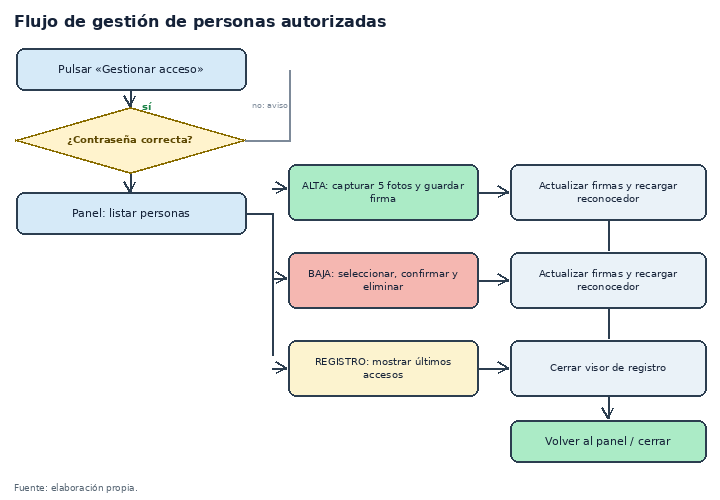 Flujo de gestión de personas autorizadas
Pulsar «Gestionar acceso»
sí
no: aviso
¿Contraseña correcta?
Panel: listar personas
ALTA: capturar 5 fotos y guardar
firma
Actualizar firmas y recargar
reconocedor
BAJA: seleccionar, confirmar y
eliminar
Actualizar firmas y recargar
reconocedor
REGISTRO: mostrar últimos
accesos
Cerrar visor de registro
Volver al panel / cerrar
Fuente: elaboración propia.